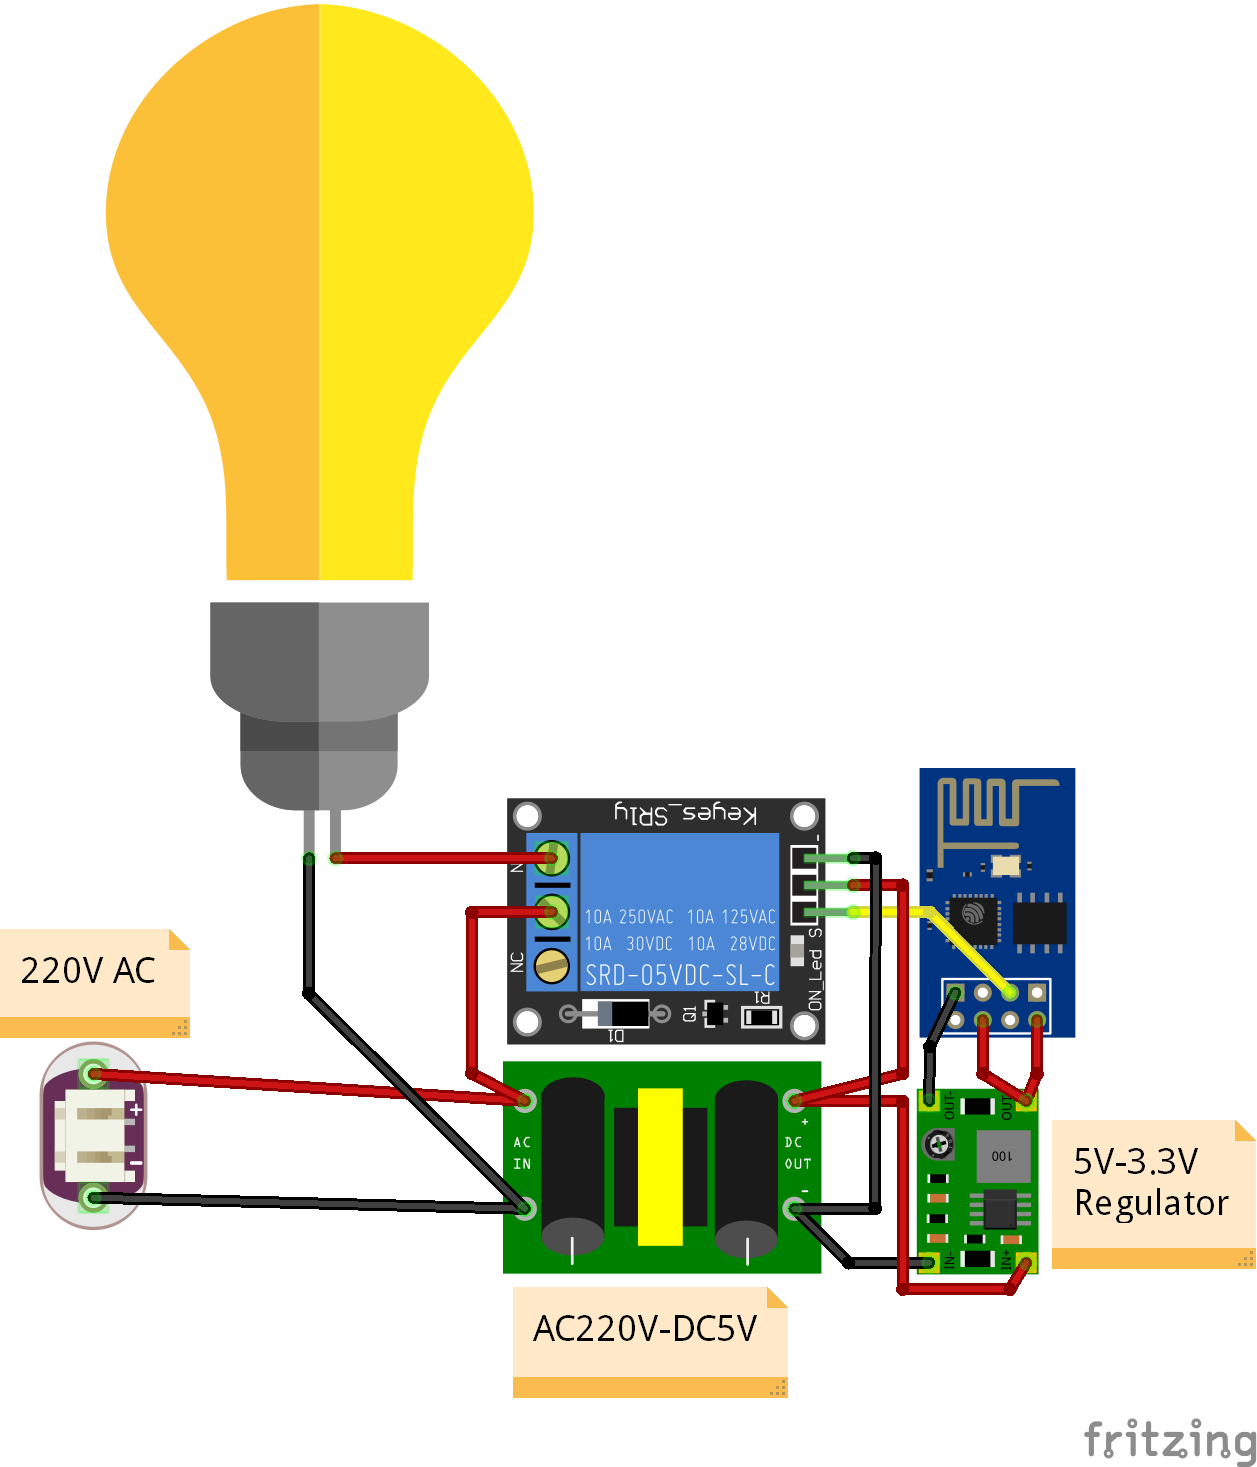 Keyes_SR1y
N
-
10A 250VAC 10A 125VAC
10A 30VDC 10A 28VDC
SRD-05VDC-SL-C
NC
S
ON_Led
D1
Q1
R1
220V AC
+
-
AC
IN
+
DC
OUT
-
OUT-
OUT
100
IN-
IN+
5V-3.3V
Regulator
AC220V-DC5V
fritzing